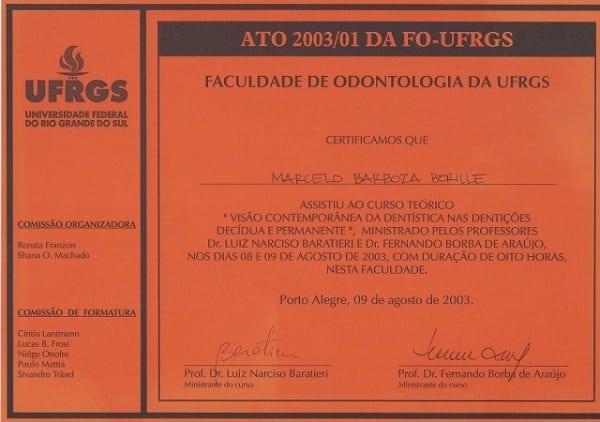 UFRGS
UNIVERSIDADE FEDERAL
DO RIO GRANDE DO SUL
COMISSÃO ORGANIZADORA
Renata Franzon
Shana O. Machado
COMISSÃO DE FORMATURA
Cíntia Lantmann
Lucas B. Frosi
Niége Onofre
Paulo Mattia
Sivandro Träsel
ATO 2003/01 DA FO-UFRGS
FACULDADE DE ODONTOLOGIA DA UFRGS
CERTIFICAMOS QUE
MARCELO BARBOZA BORILLE
ASSISTIU AO CURSO TEÓRICO
" VISÃO CONTEMPORÂNEA DA DENTÍSTICA NAS DENTIÇÕES
DECÍDUA E PERMANENTE ", MINISTRADO PELOS PROFESSORES
Dr. LUIZ NARCISO BARATIERI E Dr. FERNANDO BORBA DE ARAÚJO,
NOS DIAS 08 E 09 DE AGOSTO DE 2003, COM DURAÇÃO DE OITO HORAS,
NESTA FACULDADE.
Porto Alegre, 09 de agosto de 2003.
Baratieri
Prof. Dr. Luiz Narciso Baratieri
Ministrante do curso
Prof. Dr. Fernando Borba de Araújo
Ministrante do curso